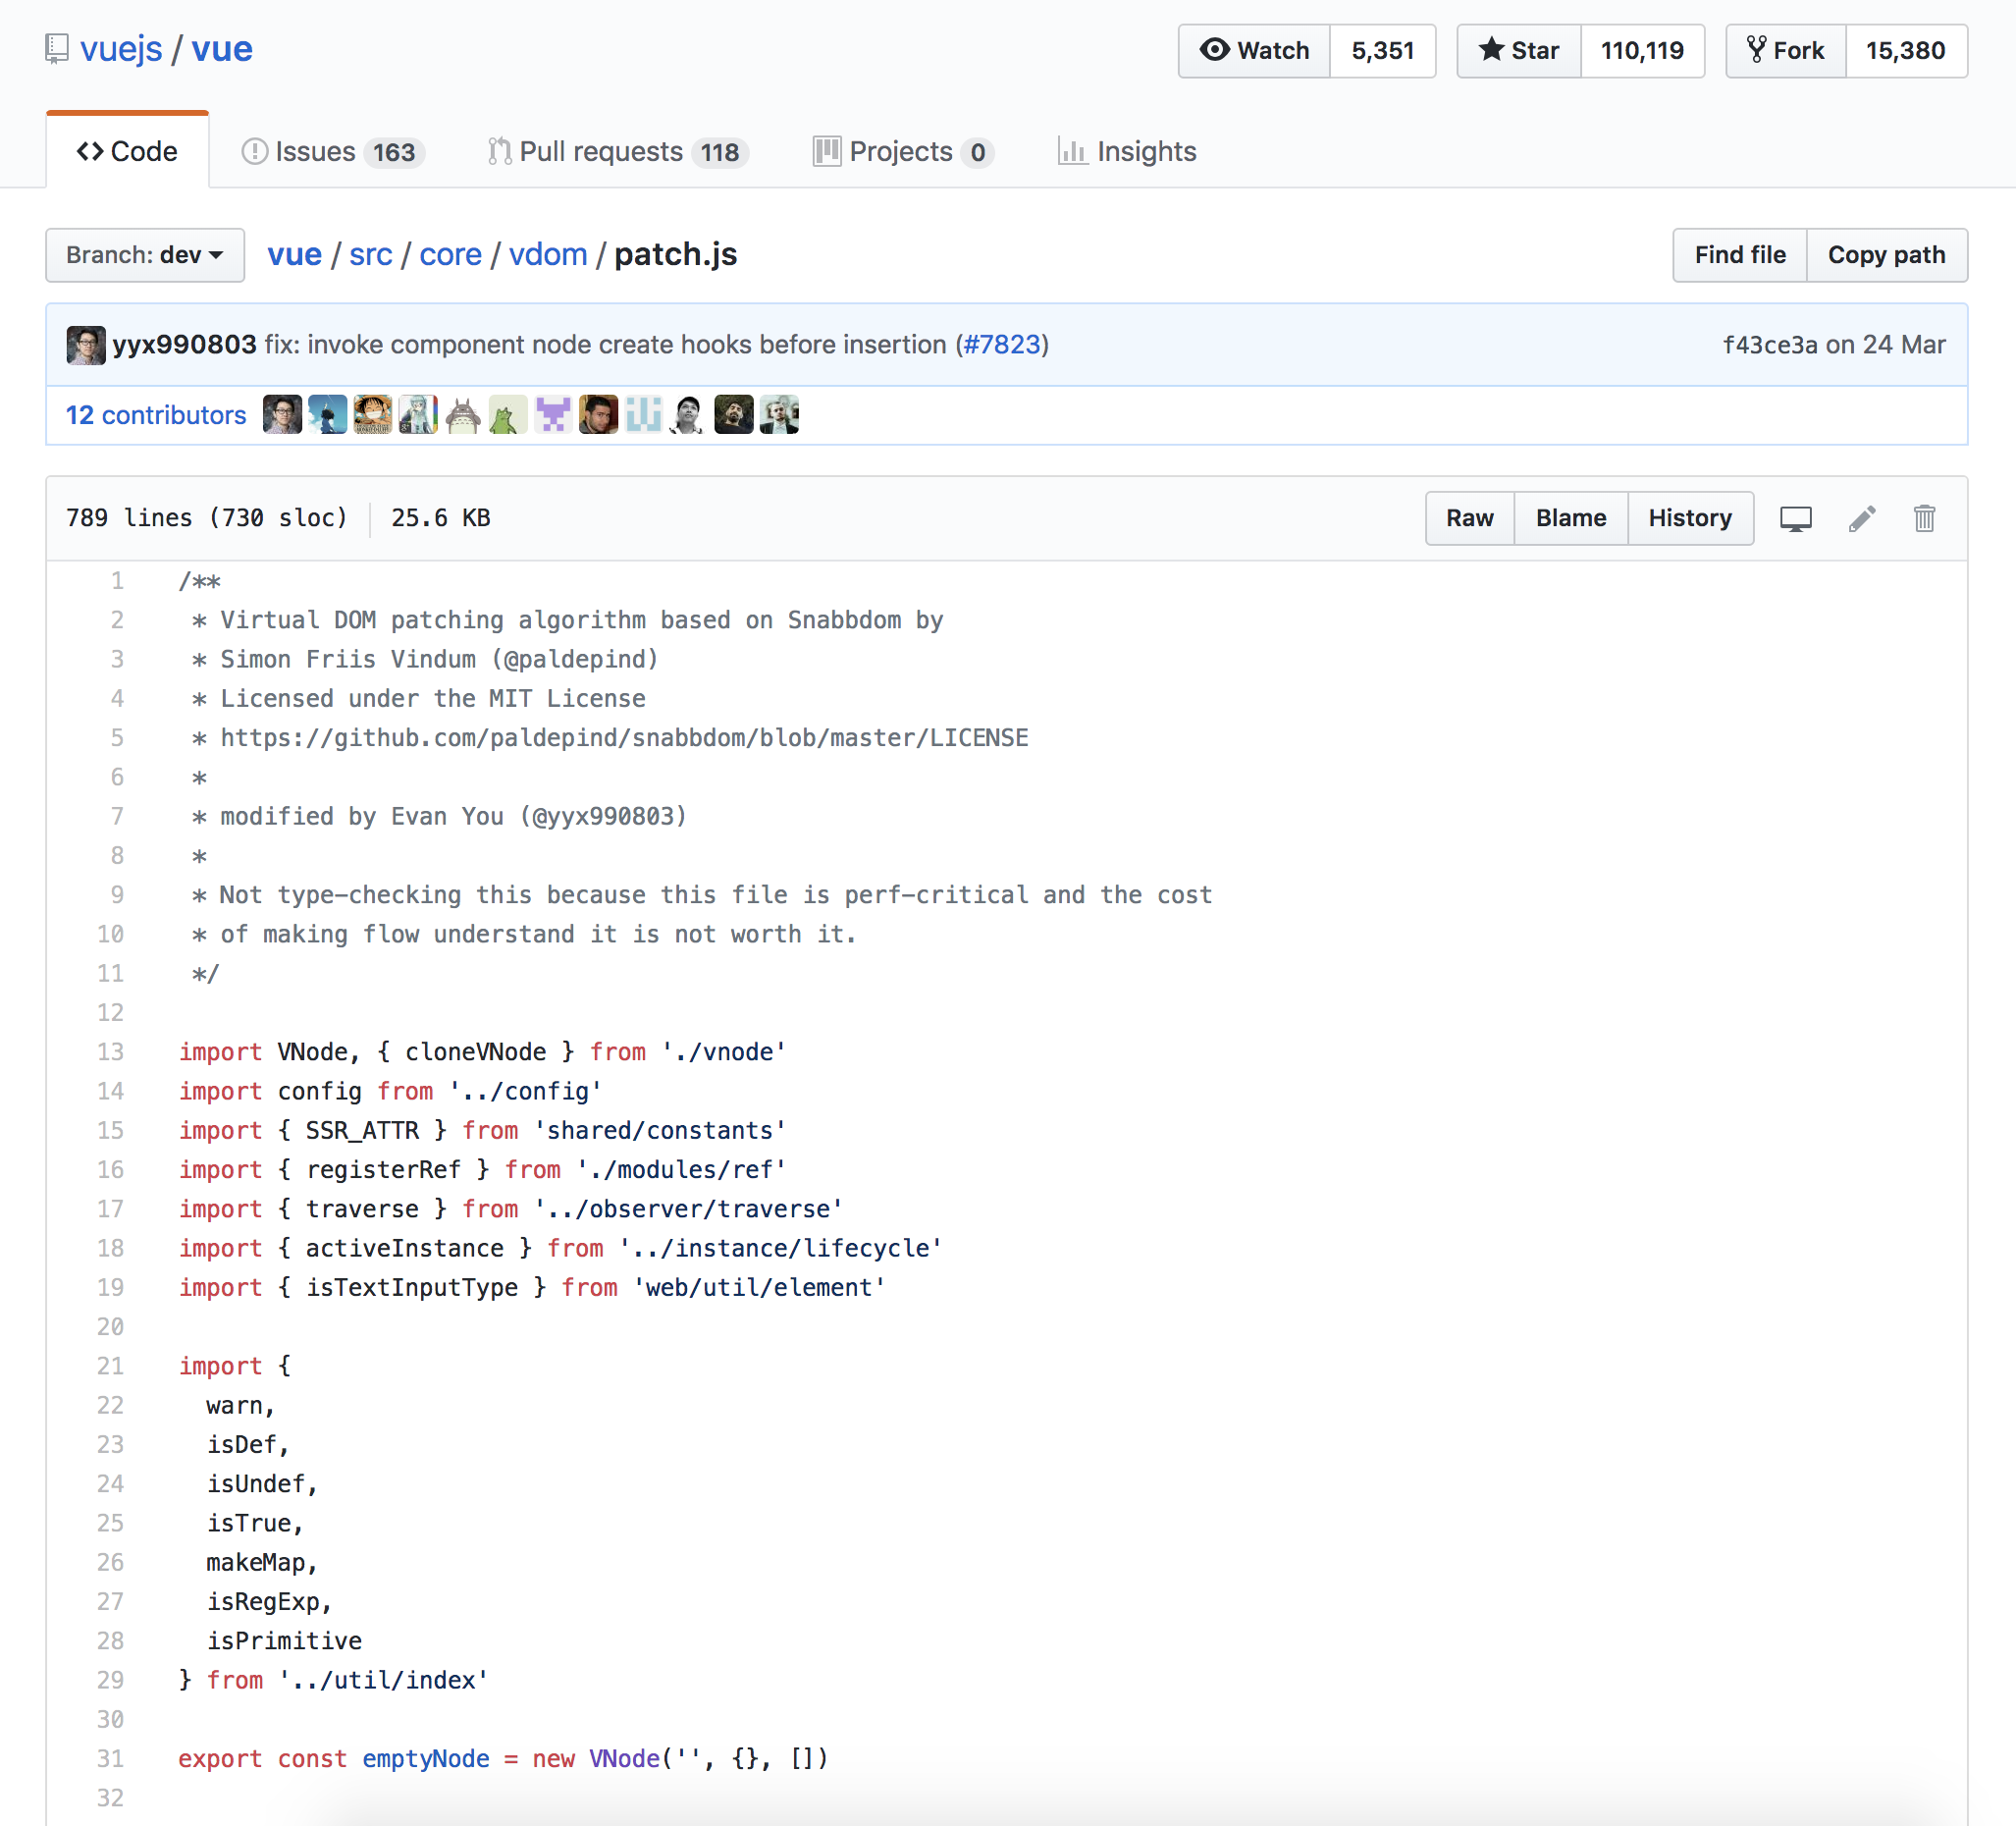 vuejs / vue
Watch 5,351 Star 110,119 Fork 15,380
Code Issues 163 Pull requests 118 Projects 0 Insights
Branch: dev vue / src / core / vdom / patch.js Find file Copy path
yyx990803 fix: invoke component node create hooks before insertion (#7823) f43ce3a on 24 Mar
12 contributors
789 lines (730 sloc) 25.6 KB Raw Blame History
1 /**
2 * Virtual DOM patching algorithm based on Snabbdom by
3 * Simon Friis Vindum (@paldepind)
4 * Licensed under the MIT License
5 * https://github.com/paldepind/snabbdom/blob/master/LICENSE
6 *
7 * modified by Evan You (@yyx990803)
8 *
9 * Not type-checking this because this file is perf-critical and the cost
10 * of making flow understand it is not worth it.
11 */
12
13 import VNode, { cloneVNode } from './vnode'
14 import config from '../config'
15 import { SSR_ATTR } from 'shared/constants'
16 import { registerRef } from './modules/ref'
17 import { traverse } from '../observer/traverse'
18 import { activeInstance } from '../instance/lifecycle'
19 import { isTextInputType } from 'web/util/element'
20
21 import {
22 warn,
23 isDef,
24 isUndef,
25 isTrue,
26 makeMap,
27 isRegExp,
28 isPrimitive
29 } from '../util/index'
30
31 export const emptyNode = new VNode('', {}, [])
32